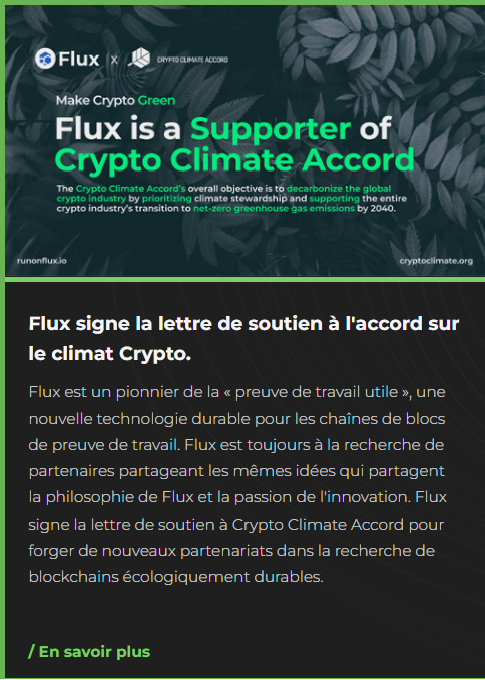 Flux | X CRYPTO CLIMATE ACCORD
Make Crypto Green
Flux is a Supporter of
Crypto Climate Accord
The Crypto Climate Accord's overall objective is to decarbonize the global
crypto industry by prioritizing climate stewardship and supporting the entire
crypto industry's transition to net-zero greenhouse gas emissions by 2040.
runonflux.io
cryptoclimate.org
Flux signe la lettre de soutien à l'accord sur
le climat Crypto.
Flux est un pionnier de la « preuve de travail utile », une
nouvelle technologie durable pour les chaînes de blocs
de preuve de travail. Flux est toujours à la recherche de
partenaires partageant les mêmes idées qui partagent
la philosophie de Flux et la passion de l'innovation. Flux
signe la lettre de soutien à Crypto Climate Accord pour
forger de nouveaux partenariats dans la recherche de
blockchains écologiquement durables.
/ En savoir plus